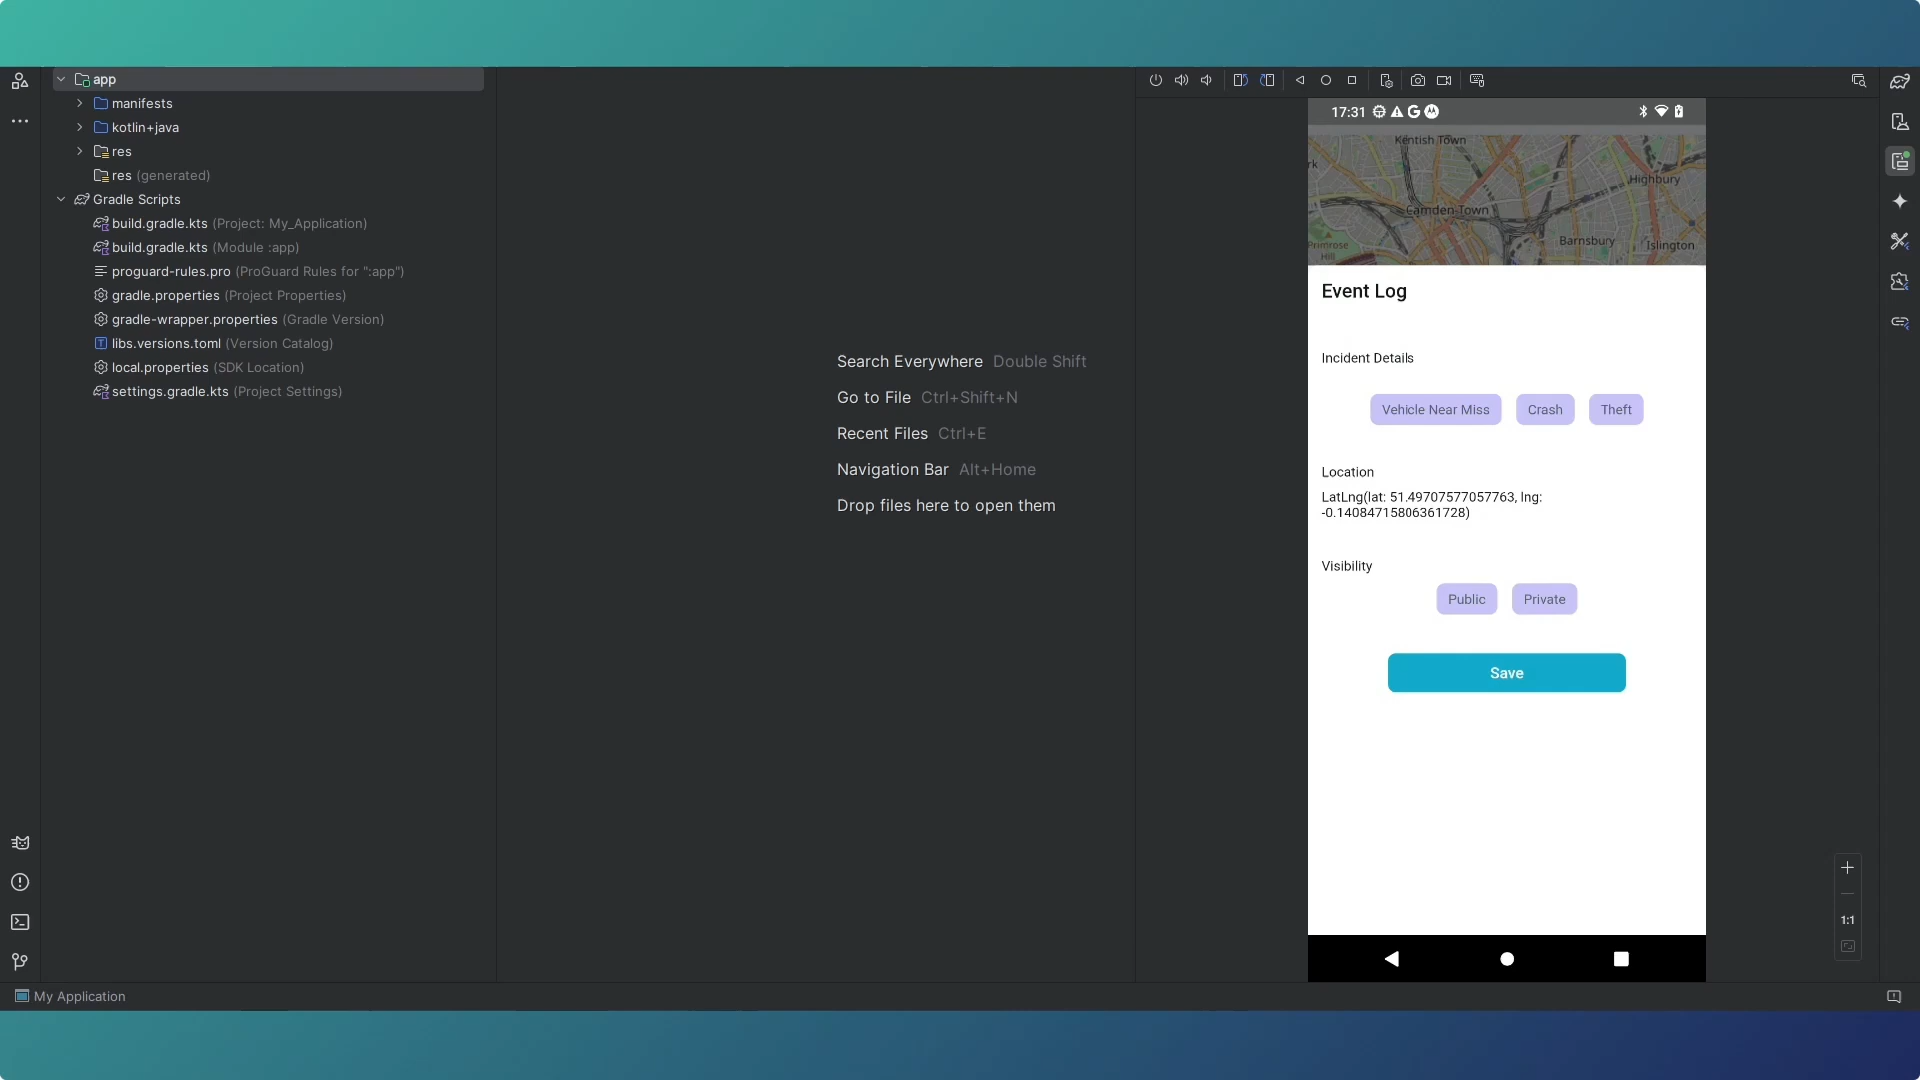 app
manifests
kotlin+java
res
res (generated)
Gradle Scripts
build.gradle.kts (Project: My_Application)
build.gradle.kts (Module :app)
proguard-rules.pro (ProGuard Rules for ":app")
gradle.properties (Project Properties)
gradle-wrapper.properties (Gradle Version)
libs.versions.toml (Version Catalog)
local.properties (SDK Location)
settings.gradle.kts (Project Settings)
Search Everywhere Double Shift
Go to File Ctrl+Shift+N
Recent Files Ctrl+E
Navigation Bar Alt+Home
Drop files here to open them
17:31
Kentish Town
rk
Highbury
Camden Town
Barnsbury
Islington
Primrose
Hill
Event Log
Incident Details
Vehicle Near Miss Crash Theft
Location
LatLng(lat: 51.49707577057763, lng:
-0.14084715806361728)
Visibility
Public Private
Save
1:1
My Application